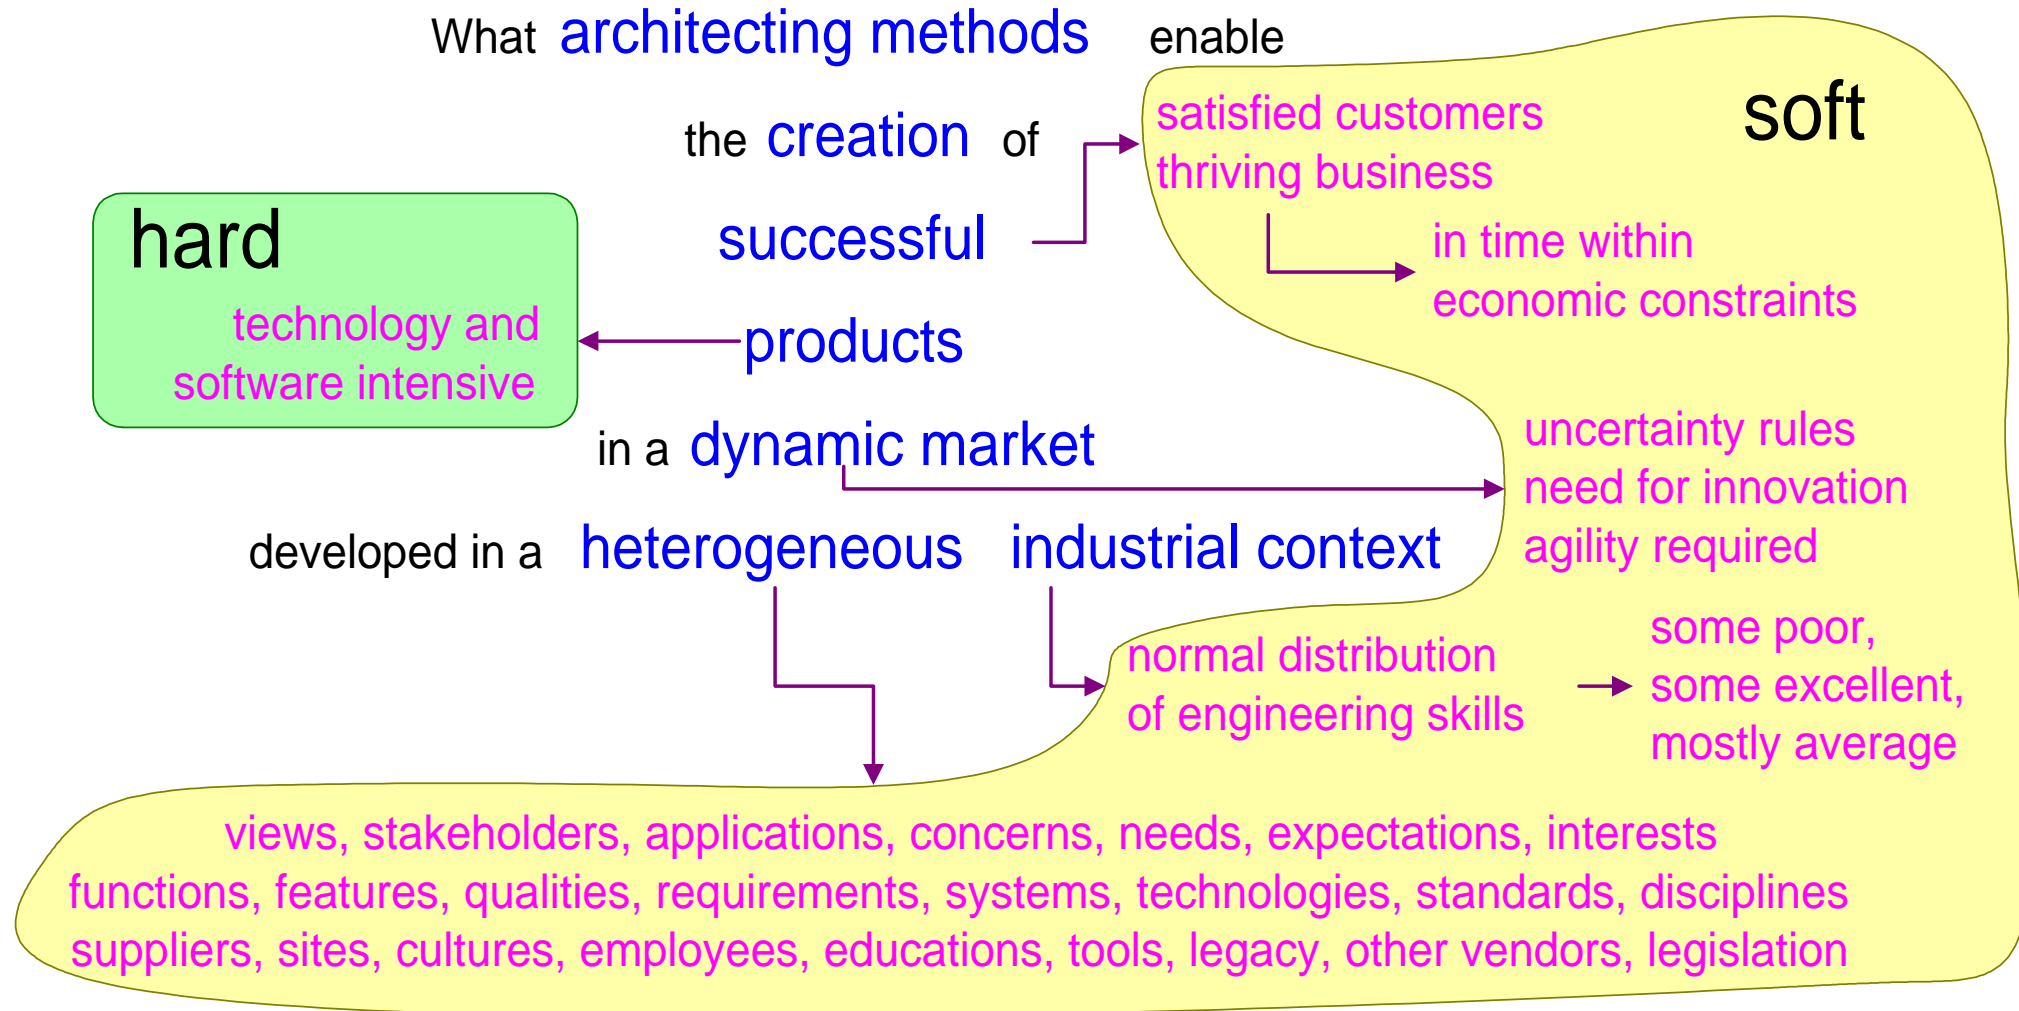 What architecting methods enable
the creation of
successful
products
in a dynamic market
developed in a heterogeneous industrial context
hard
technology and
software intensive
soft
satisfied customers
thriving business
in time within
economic constraints
uncertainty rules
need for innovation
agility required
normal distribution
of engineering skills
some poor,
some excellent,
mostly average
views, stakeholders, applications, concerns, needs, expectations, interests
functions, features, qualities, requirements, systems, technologies, standards, disciplines
suppliers, sites, cultures, employees, educations, tools, legacy, other vendors, legislation